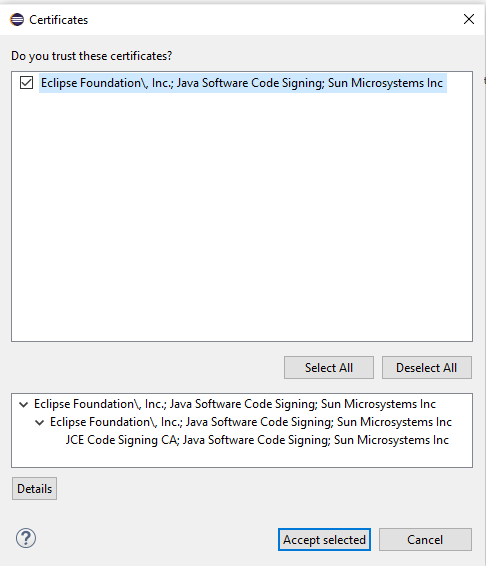 Certificates
Do you trust these certificates?
Eclipse Foundation\, Inc.; Java Software Code Signing; Sun Microsystems Inc
Select All
Deselect All
Eclipse Foundation\, Inc.; Java Software Code Signing; Sun Microsystems Inc
Eclipse Foundation\, Inc.; Java Software Code Signing; Sun Microsystems Inc
JCE Code Signing CA; Java Software Code Signing; Sun Microsystems Inc
Details
?
Accept selected
Cancel